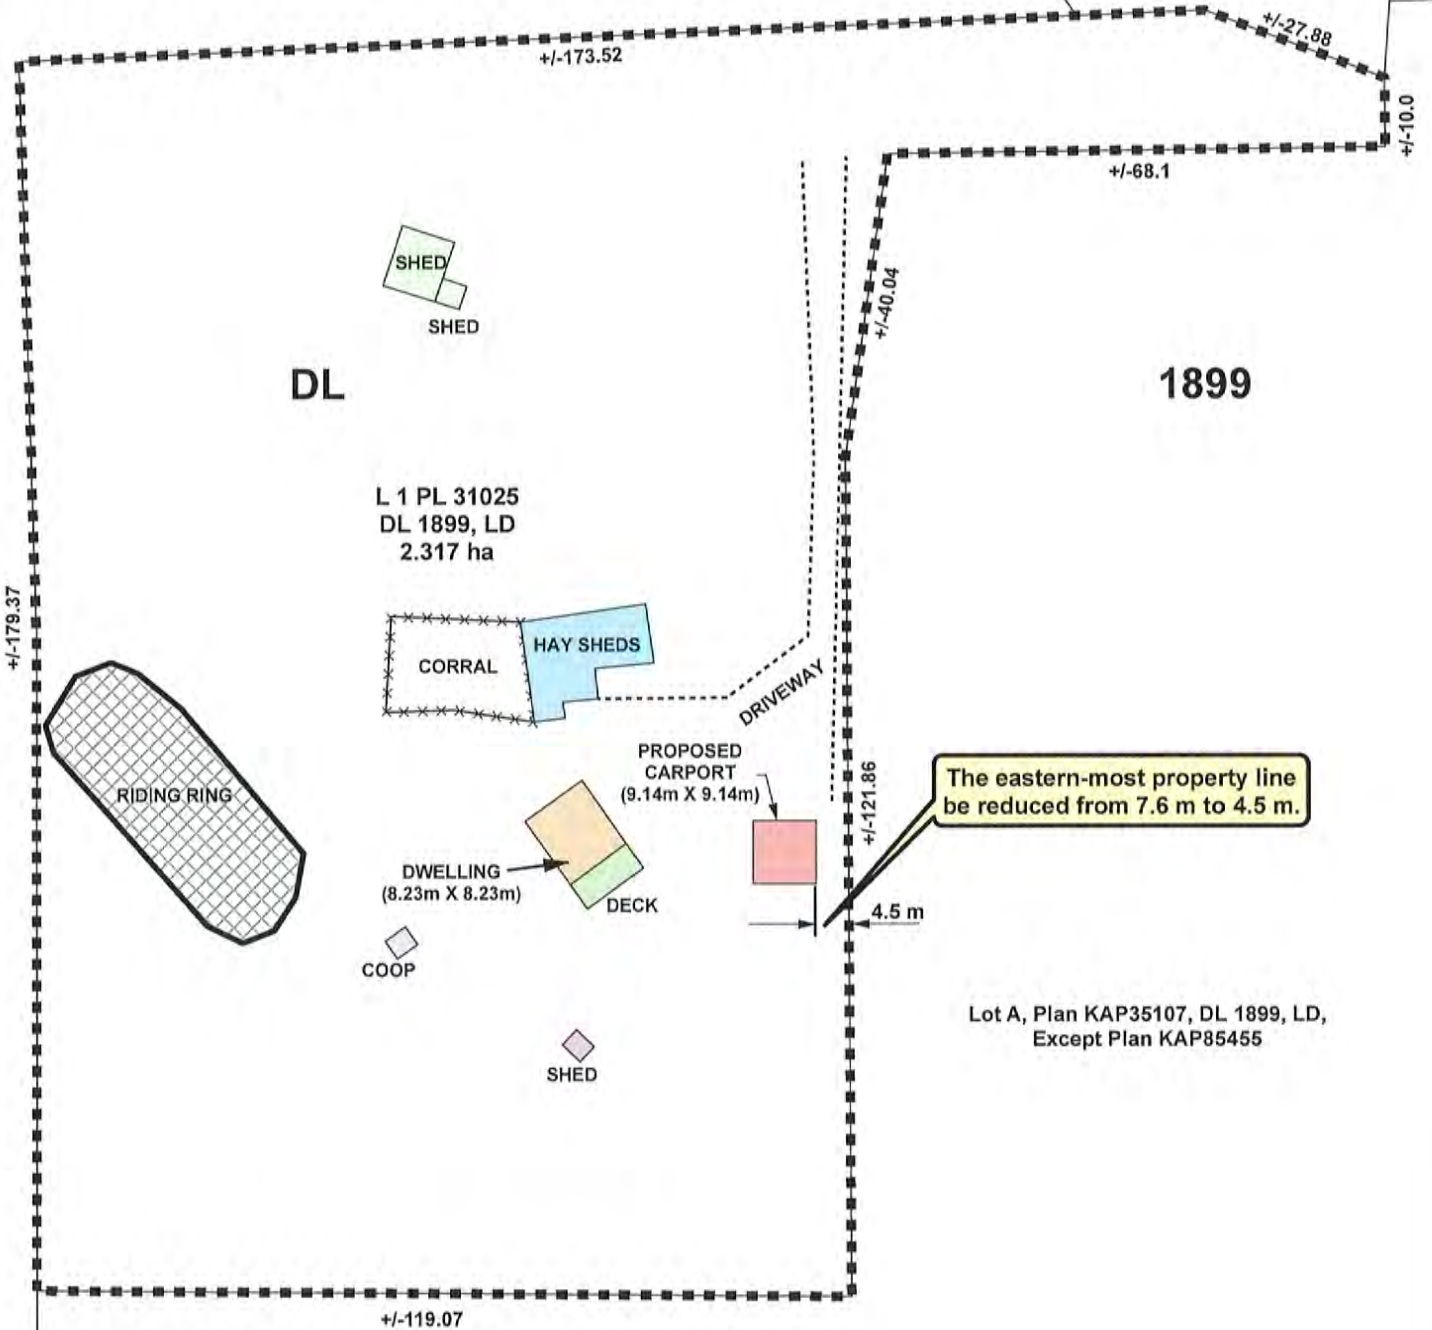 +/-27.88
+/-173.52
+/-10.0
+/-68.1
SHED
SHED
+/-40.04
DL
1899
L 1 PL 31025
DL 1899, LD
2.317 ha
+/-179.37
HAY SHEDS
CORRAL
DRIVEWAY
PROPOSED
CARPORT
(9.14m X 9.14m)
+/-121.86
The eastern-most property line
be reduced from 7.6 m to 4.5 m.
RIDING RING
DWELLING
(8.23m X 8.23m)
DECK
4.5 m
COOP
Lot A, Plan KAP35107, DL 1899, LD,
Except Plan KAP85455
SHED
+/-119.07